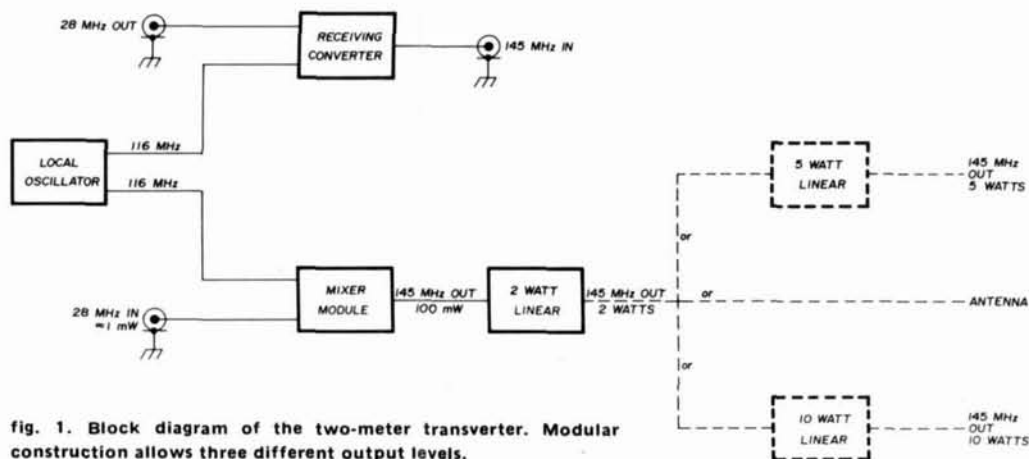 28 MHz OUT
RECEIVING
CONVERTER
145 MHz IN
116 MHz
LOCAL
OSCILLATOR
116 MHz
5 WATT
LINEAR
145 MHz
OUT
5 WATTS
or
MIXER
MODULE
145 MHz OUT
100 mW
2 WATT
LINEAR
145 MHz OUT
2 WATTS
or
ANTENNA
28 MHz IN
≈1 mW
or
10 WATT
LINEAR
145 MHz
OUT
10 WATTS
fig. 1. Block diagram of the two-meter transverter. Modular
construction allows three different output levels.